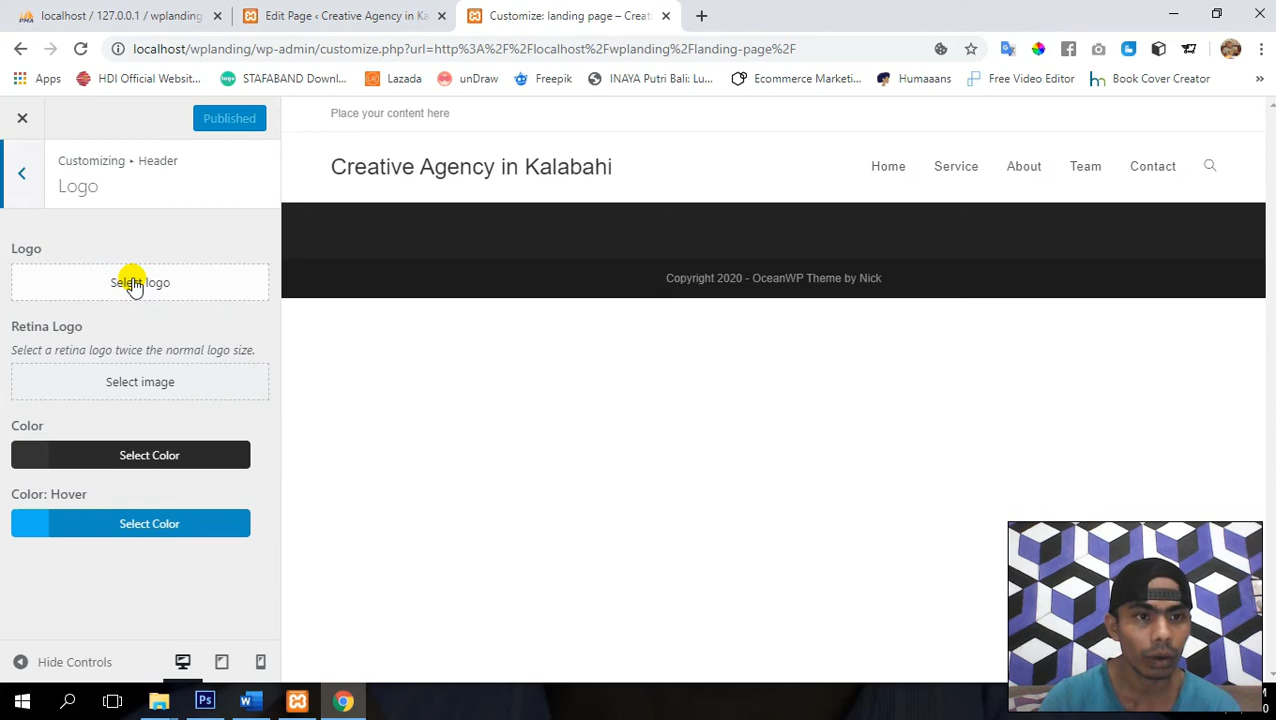 localhost / 127.0.0.1 / wplanding
Edit Page ‹ Creative Agency in Ka
Customize: landing page – Creati
localhost/wplanding/wp-admin/customize.php?url=http%3A%2F%2Flocalhost%2Fwplanding%2Flanding-page%2F
Apps
HDI Official Websit...
STAFABAND Downl...
Lazada
unDraw
Freepik
INAYA Putri Bali: Lu...
Ecommerce Marketi...
Humaaans
Free Video Editor
Book Cover Creator
»
Published
Customizing ▸ Header
Logo
Place your content here
Creative Agency in Kalabahi
Home
Service
About
Team
Contact
Logo
Select logo
Copyright 2020 - OceanWP Theme by Nick
Retina Logo
Select a retina logo twice the normal logo size.
Select image
Color
Select Color
Color: Hover
Select Color
Hide Controls